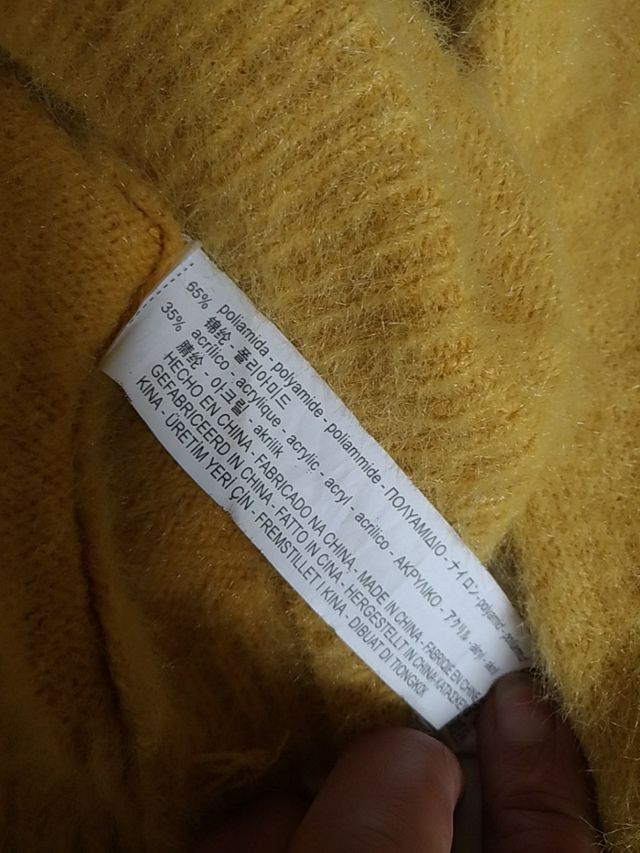 65% poliamida - polyamide - poliammide - ΠΟΛΥΑΜΙΔΙΟ - ナイロン - polyamid -
锦纶 - 폴리아미드
35% acrílico - acrylique - acrylic - acryl - acrilico - ΑΚΡΥΛΙΚΟ - アクリル -
腈纶 - 아크릴 - akrilik
HECHO EN CHINA - FABRICADO NA CHINA - MADE IN CHINA - FABRIQUÉ EN CHINE
GEFABRICEERD IN CHINA - FATTO IN CINA - HERGESTELLT IN CHINA-
KINA - ÜRETİM YERİ ÇİN - FREMSTILLET I KINA - DIBUAT DI TIONGKOK